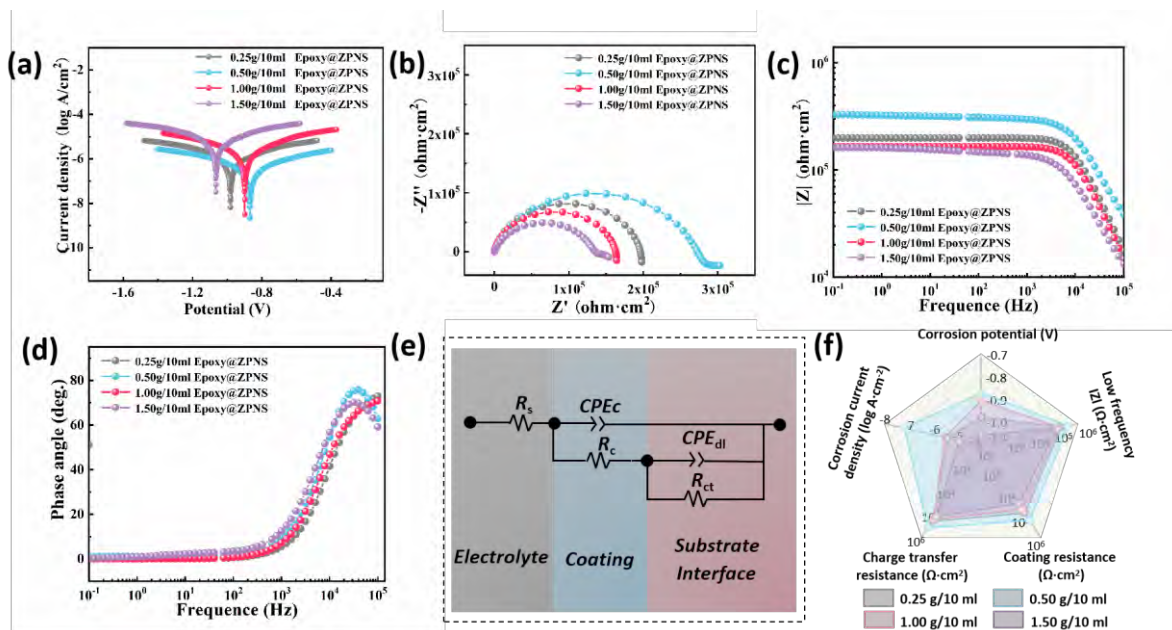 (a)
Current density (log A/cm²)
-2
-4
-6
-8
-10
-1.6
-1.2
-0.8
-0.4
Potential (V)
0.25g/10ml Epoxy@ZPNS
0.50g/10ml Epoxy@ZPNS
1.00g/10ml Epoxy@ZPNS
1.50g/10ml Epoxy@ZPNS
(b)
-Z'' (ohm·cm²)
3x10⁵
2x10⁵
1x10⁵
0
0
1x10⁵
2x10⁵
3x10⁵
Z' (ohm·cm²)
0.25g/10ml Epoxy@ZPNS
0.50g/10ml Epoxy@ZPNS
1.00g/10ml Epoxy@ZPNS
1.50g/10ml Epoxy@ZPNS
(c)
|Z| (ohm·cm²)
10⁶
10⁵
10⁻¹
10⁰
10¹
10²
10³
10⁴
10⁵
Frequence (Hz)
0.25g/10ml Epoxy@ZPNS
0.50g/10ml Epoxy@ZPNS
1.00g/10ml Epoxy@ZPNS
1.50g/10ml Epoxy@ZPNS
(d)
Phase angle (deg.)
80
60
40
20
0
10⁻¹
10⁰
10¹
10²
10³
10⁴
10⁵
Frequence (Hz)
0.25g/10ml Epoxy@ZPNS
0.50g/10ml Epoxy@ZPNS
1.00g/10ml Epoxy@ZPNS
1.50g/10ml Epoxy@ZPNS
(e)
Rs
CPEc
Rc
CPEdl
Rct
Electrolyte
Coating
Substrate
Interface
(f)
Corrosion potential (V)
-0.7
-0.8
-0.9
Low frequency
|Z| (Ω·cm²)
10⁶
10⁵
Corrosion current
density (log A·cm⁻²)
-8
-7
-6
10⁶
10⁶
Charge transfer
resistance (Ω·cm²)
Coating resistance
(Ω·cm²)
0.25 g/10 ml
0.50 g/10 ml
1.00 g/10 ml
1.50 g/10 ml